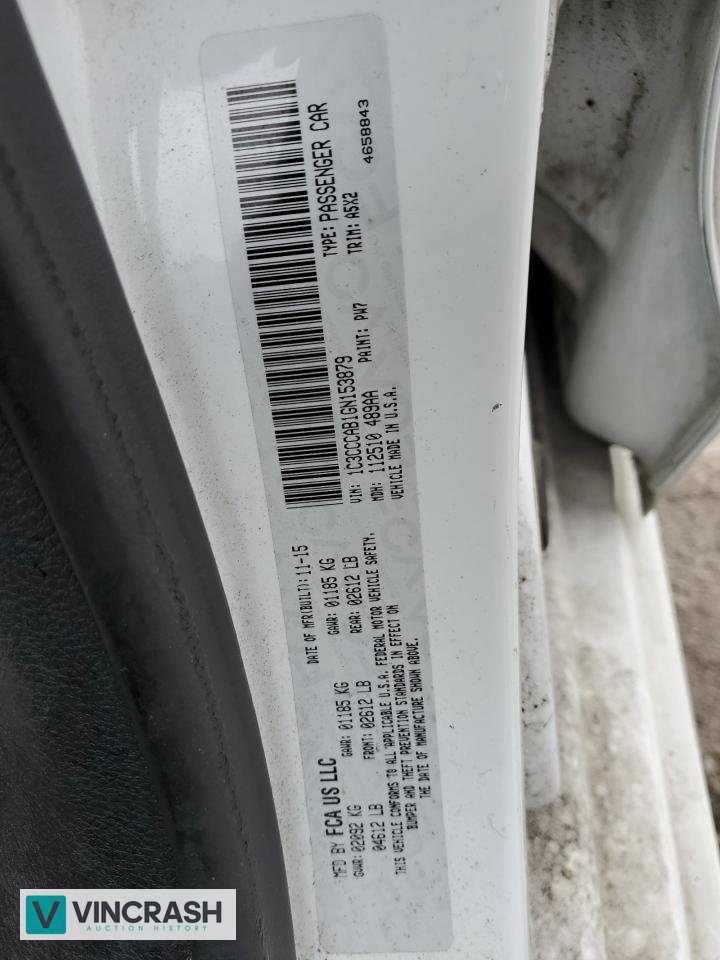 MFD BY FCA US LLC
DATE OF MFR(BUILT): 11-15
GVWR: 02092 KG
GAWR: 01185 KG
GAWR: 01185 KG
04612 LB
FRONT: 02612 LB
REAR: 02612 LB
THIS VEHICLE CONFORMS TO ALL APPLICABLE U.S.A. FEDERAL MOTOR VEHICLE SAFETY,
BUMPER AND THEFT PREVENTION STANDARDS IN EFFECT ON
THE DATE OF MANUFACTURE SHOWN ABOVE.
VIN: 1C3CCCAB1GN153879
TYPE: PASSENGER CAR
MDH: 112510 489AA
PAINT: PW7
TRIM: A5X2
VEHICLE MADE IN U.S.A.
4658843
VINCRASH
AUCTION HISTORY